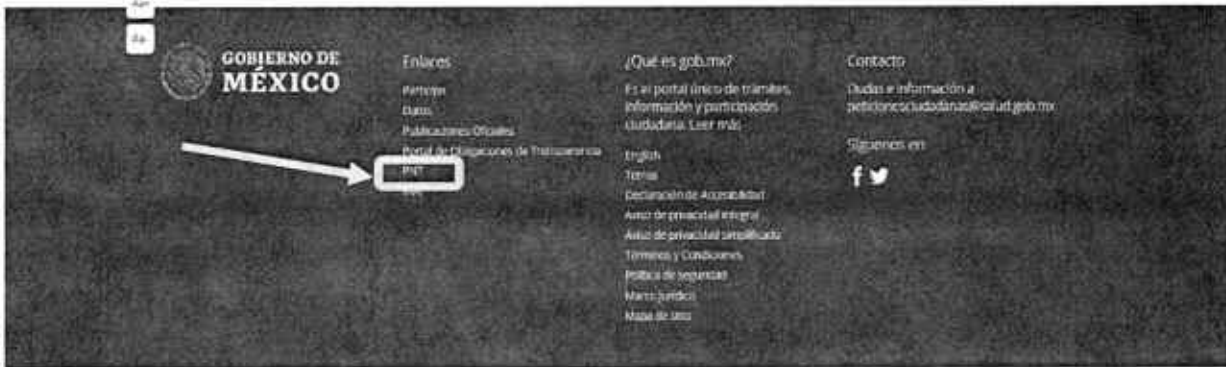 GOBIERNO DE
MÉXICO
Enlaces
Participa
Datos
Publicaciones Oficiales
Portal de Obligaciones de Transparencia
PNT
¿Qué es gob.mx?
Es el portal único de trámites,
información y participación
ciudadana. Leer más
English
Temas
Declaración de Accesibilidad
Aviso de privacidad integral
Aviso de privacidad simplificado
Términos y Condiciones
Política de seguridad
Marco Jurídico
Mapa de sitio
Contacto
Dudas e información a
peticionesciudadanas@salud.gob.mx
Síguenos en